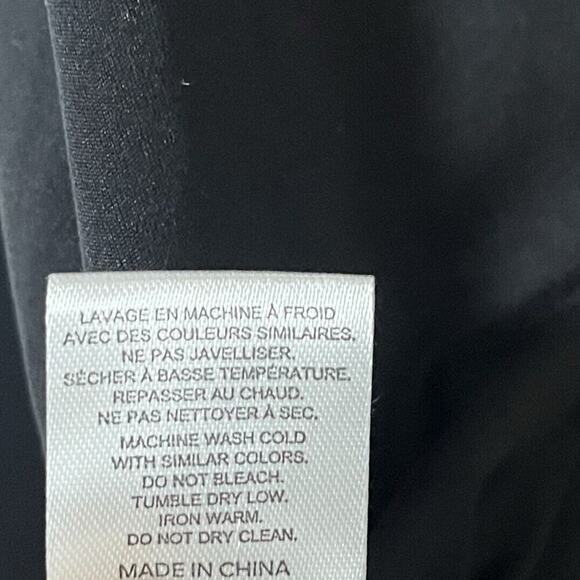 LAVAGE EN MACHINE À FROID
AVEC DES COULEURS SIMILAIRES.
NE PAS JAVELLISER.
SÉCHER À BASSE TEMPÉRATURE.
REPASSER AU CHAUD.
NE PAS NETTOYER À SEC.
MACHINE WASH COLD
WITH SIMILAR COLORS.
DO NOT BLEACH.
TUMBLE DRY LOW.
IRON WARM.
DO NOT DRY CLEAN.
MADE IN CHINA